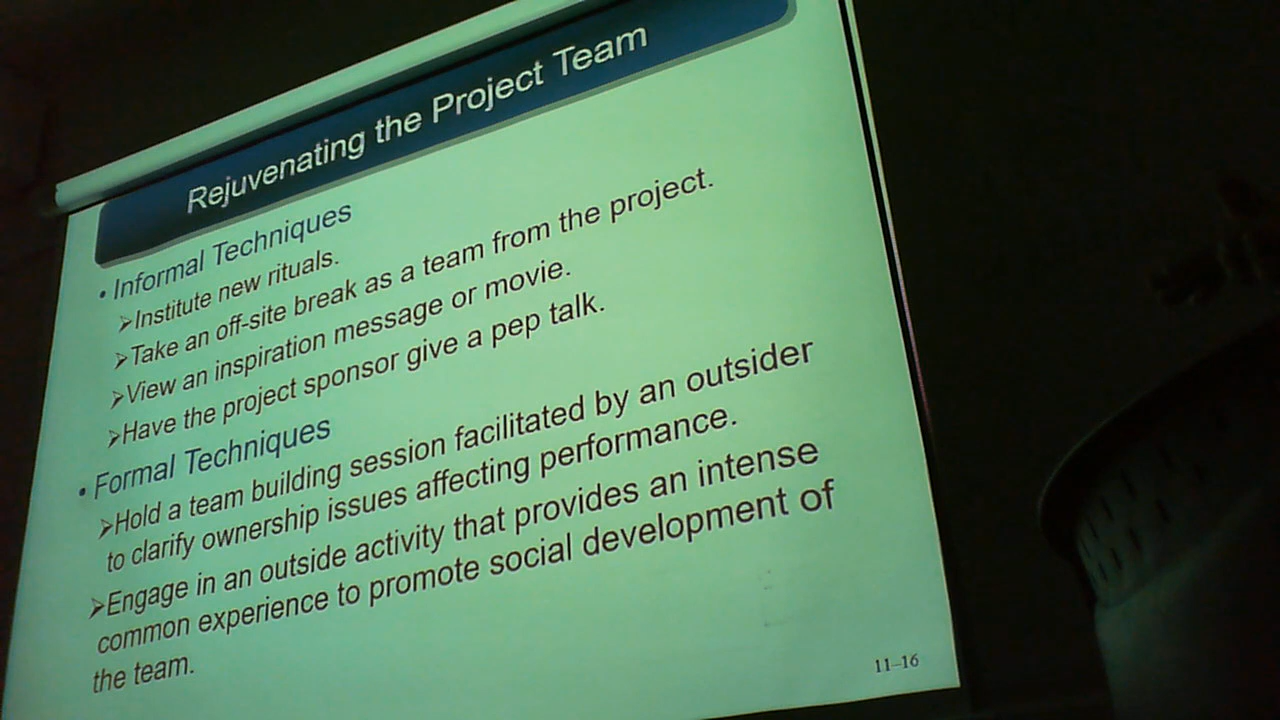 Rejuvenating the Project Team
• Informal Techniques
➢Institute new rituals.
➢Take an off-site break as a team from the project.
➢View an inspiration message or movie.
➢Have the project sponsor give a pep talk.
• Formal Techniques
➢Hold a team building session facilitated by an outsider
to clarify ownership issues affecting performance.
➢Engage in an outside activity that provides an intense
common experience to promote social development of
the team.
11–16